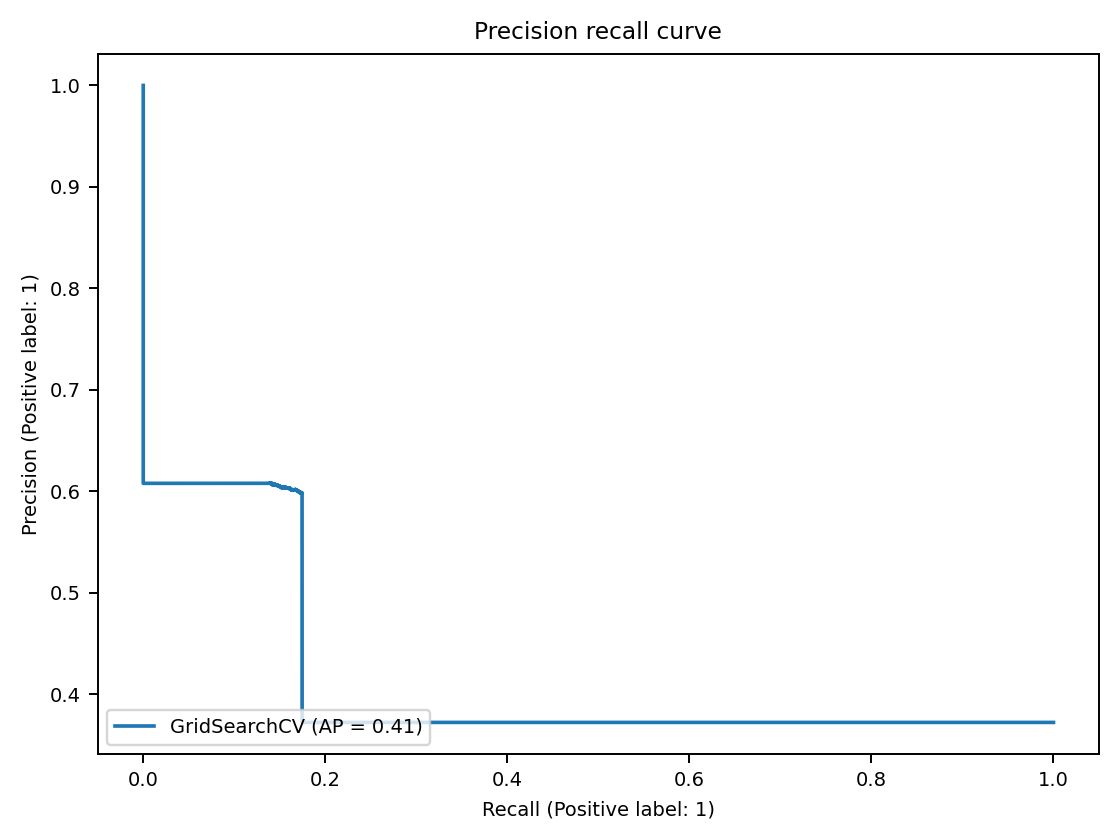 Precision recall curve
1.0
0.9
0.8
0.7
0.6
0.5
0.4
Precision (Positive label: 1)
GridSearchCV (AP = 0.41)
0.0 0.2 0.4 0.6 0.8 1.0
Recall (Positive label: 1)